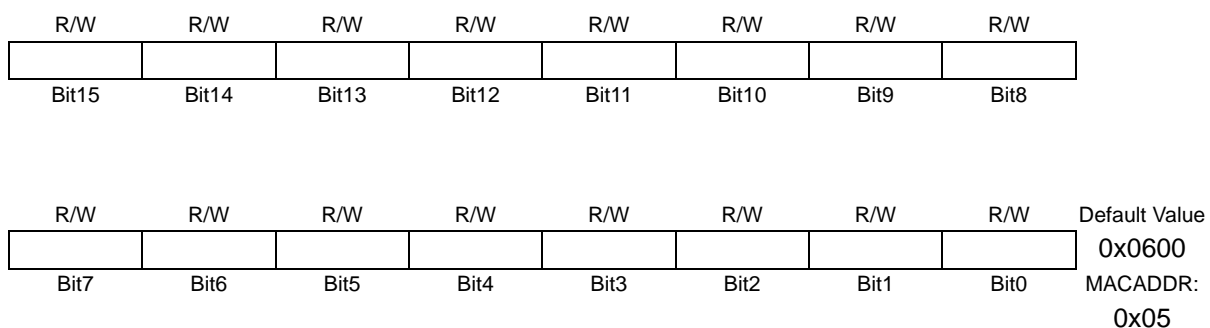 R/W R/W R/W R/W R/W R/W R/W R/W
Bit15 Bit14 Bit13 Bit12 Bit11 Bit10 Bit9 Bit8
R/W R/W R/W R/W R/W R/W R/W R/W Default Value
0x0600
Bit7 Bit6 Bit5 Bit4 Bit3 Bit2 Bit1 Bit0 MACADDR:
0x05